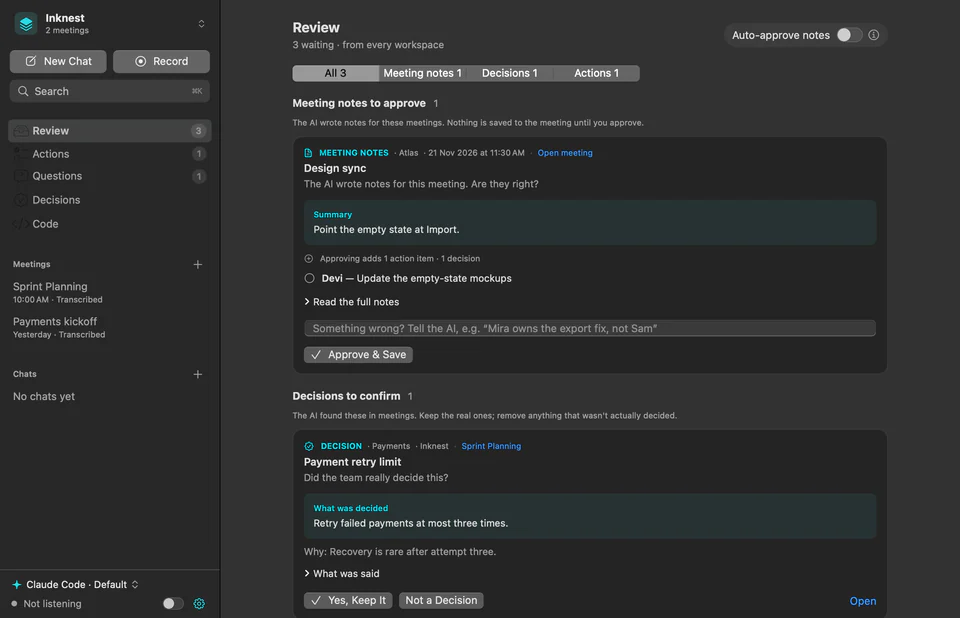 Inknest
2 meetings
New Chat
Record
Search
⌘K
Review 3
Actions 1
Questions 1
Decisions
Code
Meetings
Sprint Planning
10:00 AM · Transcribed
Payments kickoff
Yesterday · Transcribed
Chats
No chats yet
Claude Code · Default
Not listening
Review
3 waiting · from every workspace
Auto-approve notes
All 3
Meeting notes 1
Decisions 1
Actions 1
Meeting notes to approve 1
The AI wrote notes for these meetings. Nothing is saved to the meeting until you approve.
MEETING NOTES · Atlas · 21 Nov 2026 at 11:30 AM · Open meeting
Design sync
The AI wrote notes for this meeting. Are they right?
Summary
Point the empty state at Import.
Approving adds 1 action item · 1 decision
Devi — Update the empty-state mockups
Read the full notes
Something wrong? Tell the AI, e.g. “Mira owns the export fix, not Sam”
Approve & Save
Decisions to confirm 1
The AI found these in meetings. Keep the real ones; remove anything that wasn't actually decided.
DECISION · Payments · Inknest · Sprint Planning
Payment retry limit
Did the team really decide this?
What was decided
Retry failed payments at most three times.
Why: Recovery is rare after attempt three.
What was said
Yes, Keep It
Not a Decision
Open